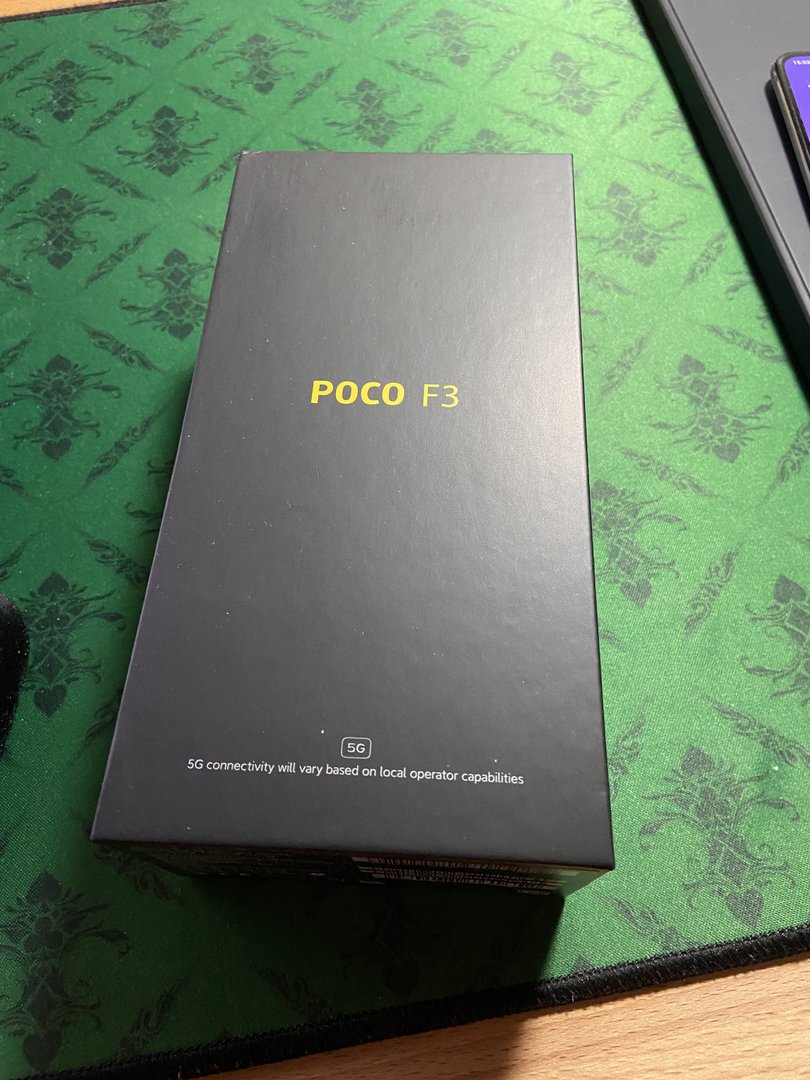 POCO F3
5G
5G connectivity will vary based on local operator capabilities